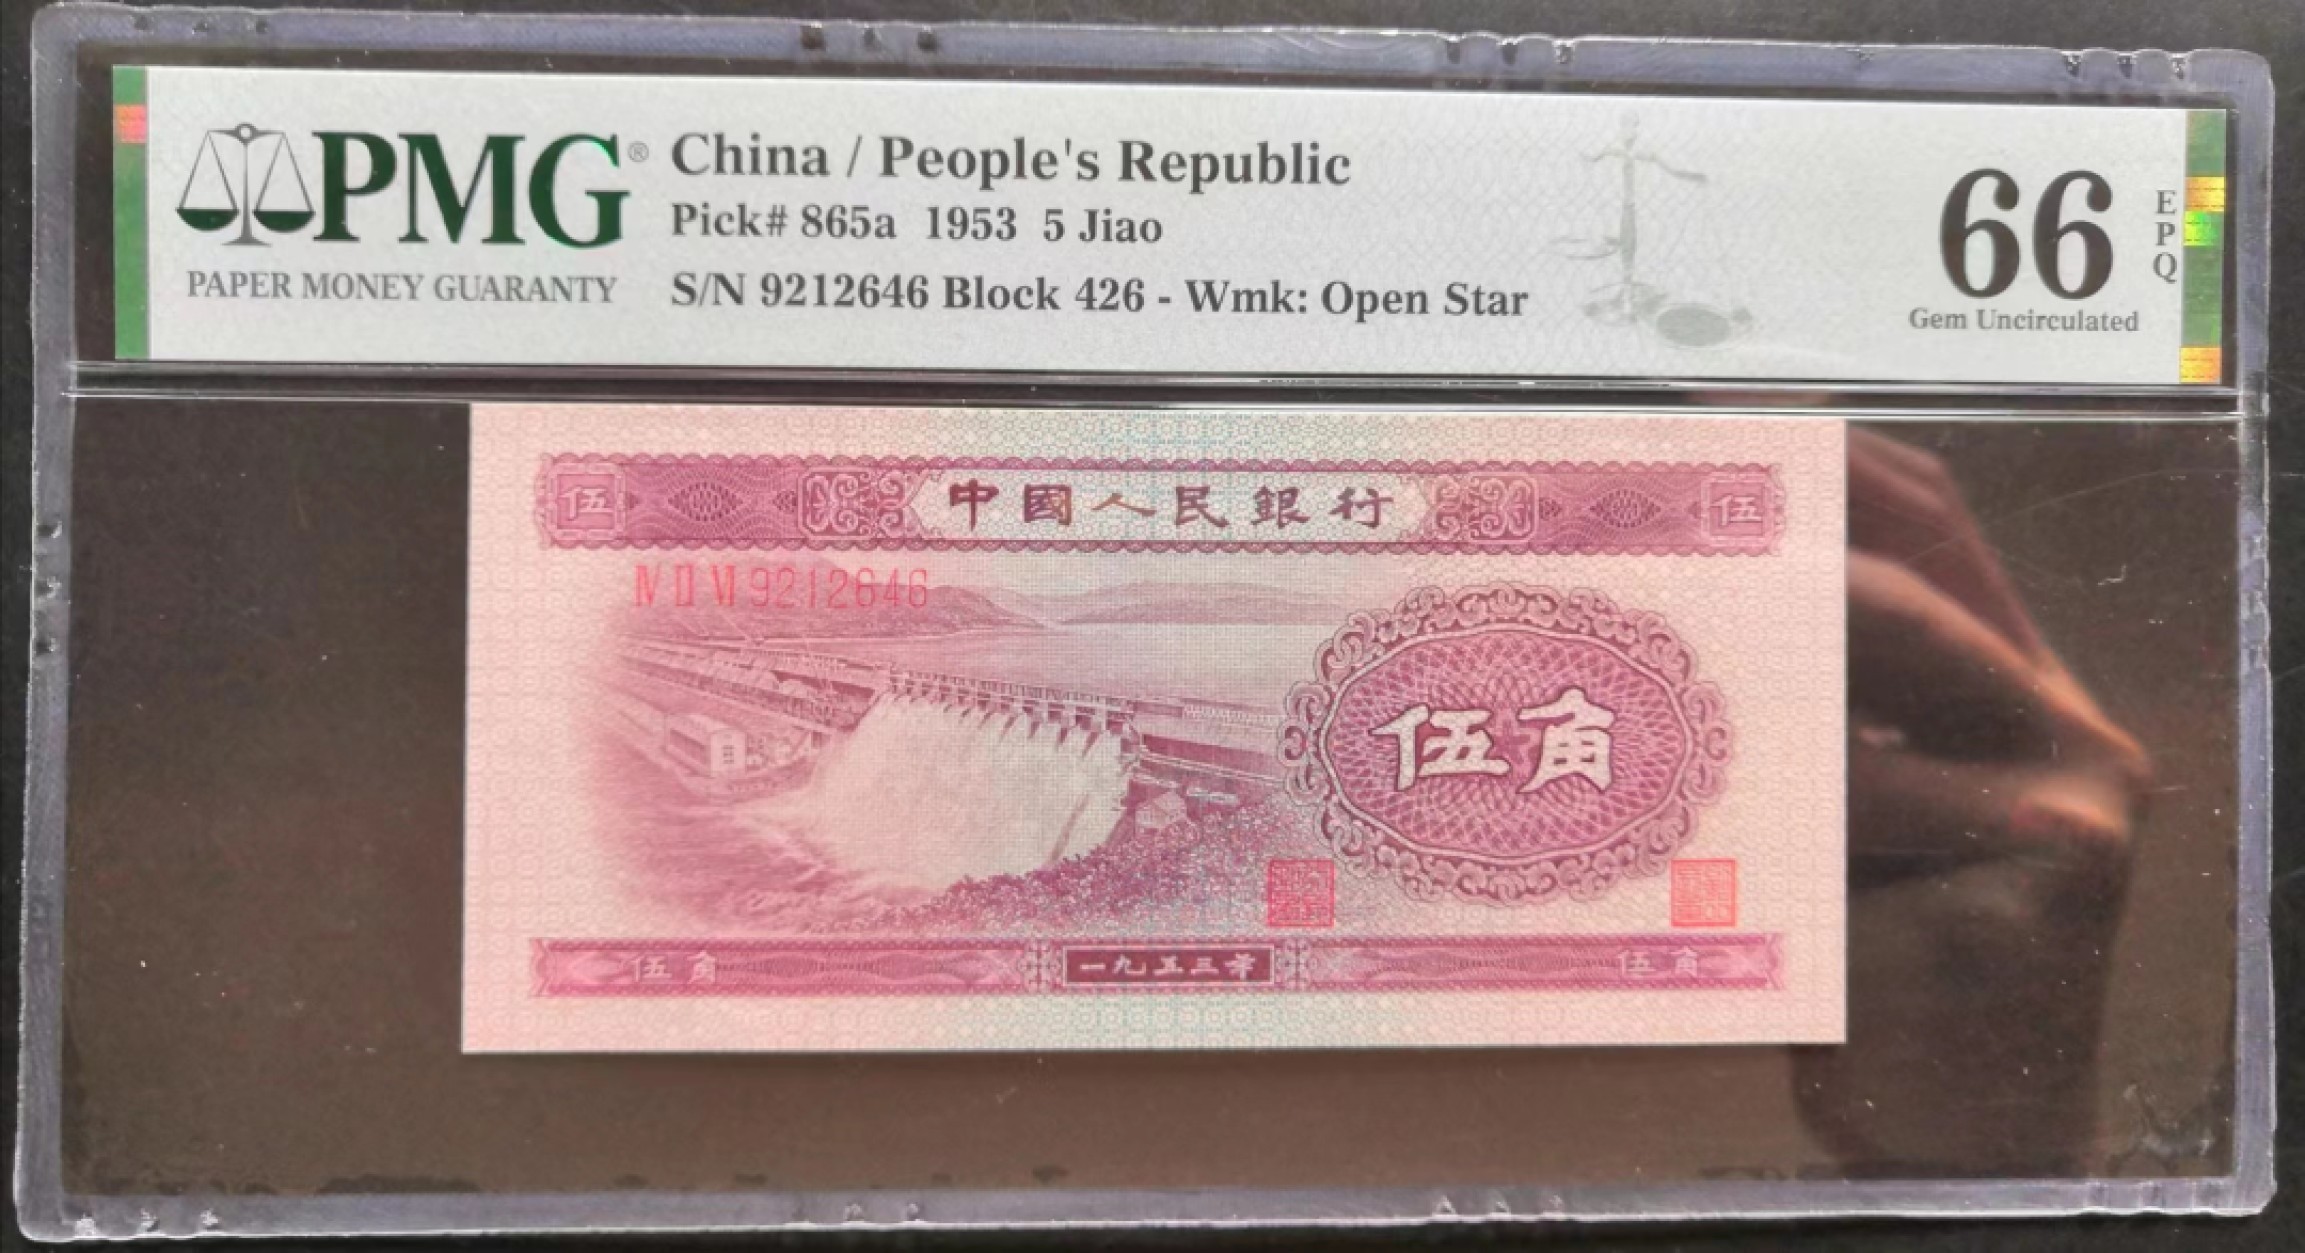 PMG®
PAPER MONEY GUARANTY
China / People's Republic
Pick# 865a 1953 5 Jiao
S/N 9212646 Block 426 - Wmk: Open Star
66 EPQ
Gem Uncirculated
伍 中國人民銀行 伍
IV II VI 9212646
伍角
伍角 一九五三年 伍角